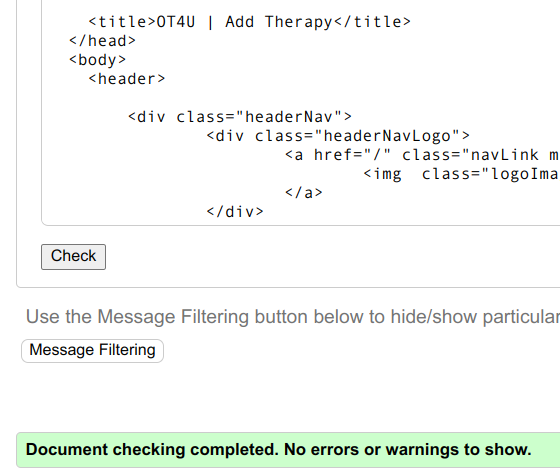 <title>OT4U | Add Therapy</title>
</head>
<body>
<header>
<div class="headerNav">
<div class="headerNavLogo">
<a href="/" class="navLink m
<img  class="logoIma
</a>
</div>
Check
Use the Message Filtering button below to hide/show particular
Message Filtering
Document checking completed. No errors or warnings to show.